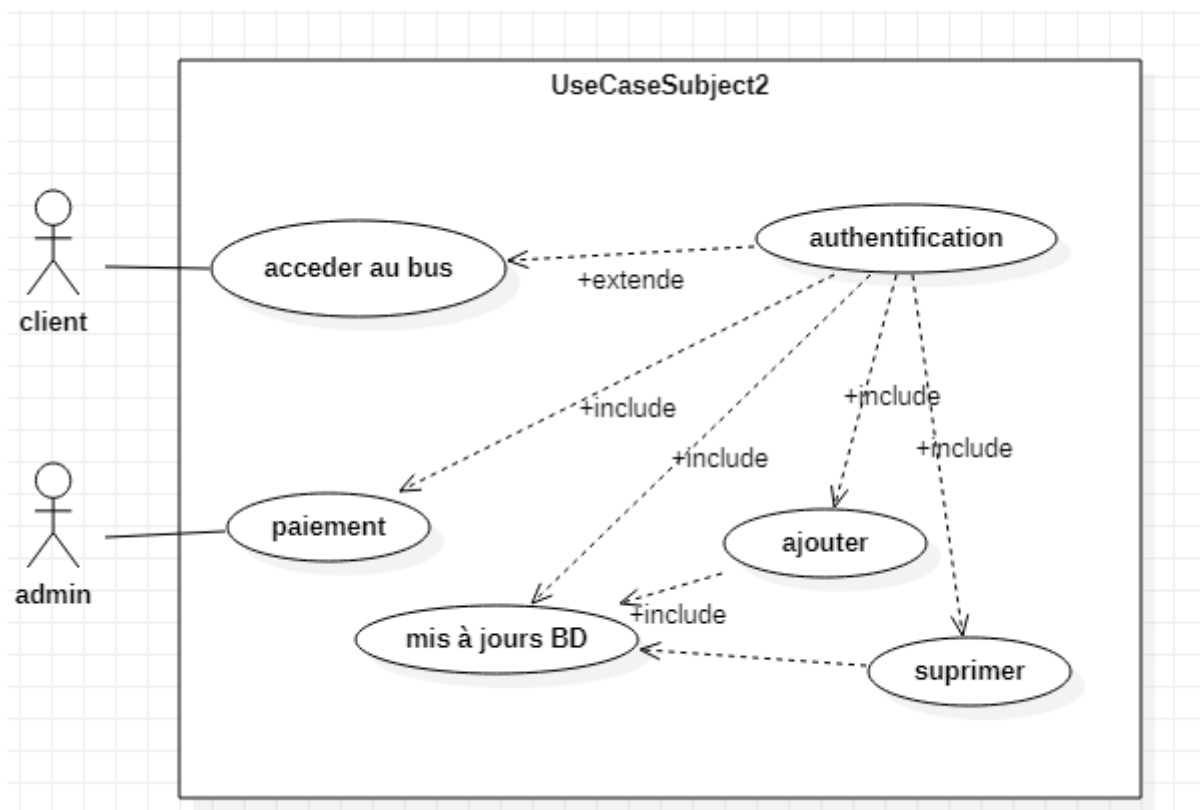 UseCaseSubject2
authentification
acceder au bus
+extende
client
+include
+include
+include
+include
paiement
ajouter
admin
+include
mis à jours BD
suprimer